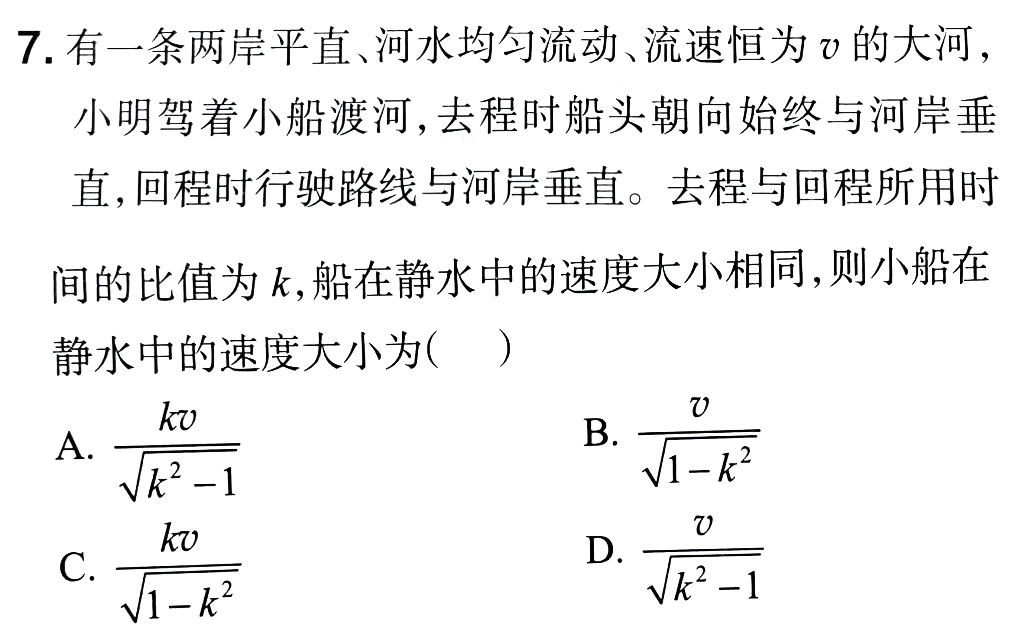 7. 有一条两岸平直、河水均匀流动、流速恒为 v 的大河,
小明驾着小船渡河,去程时船头朝向始终与河岸垂
直,回程时行驶路线与河岸垂直。去程与回程所用时
间的比值为 k,船在静水中的速度大小相同,则小船在
静水中的速度大小为( )
A. \frac{kv}{\sqrt{k^2-1}} B. \frac{v}{\sqrt{1-k^2}}
C. \frac{kv}{\sqrt{1-k^2}} D. \frac{v}{\sqrt{k^2-1}}